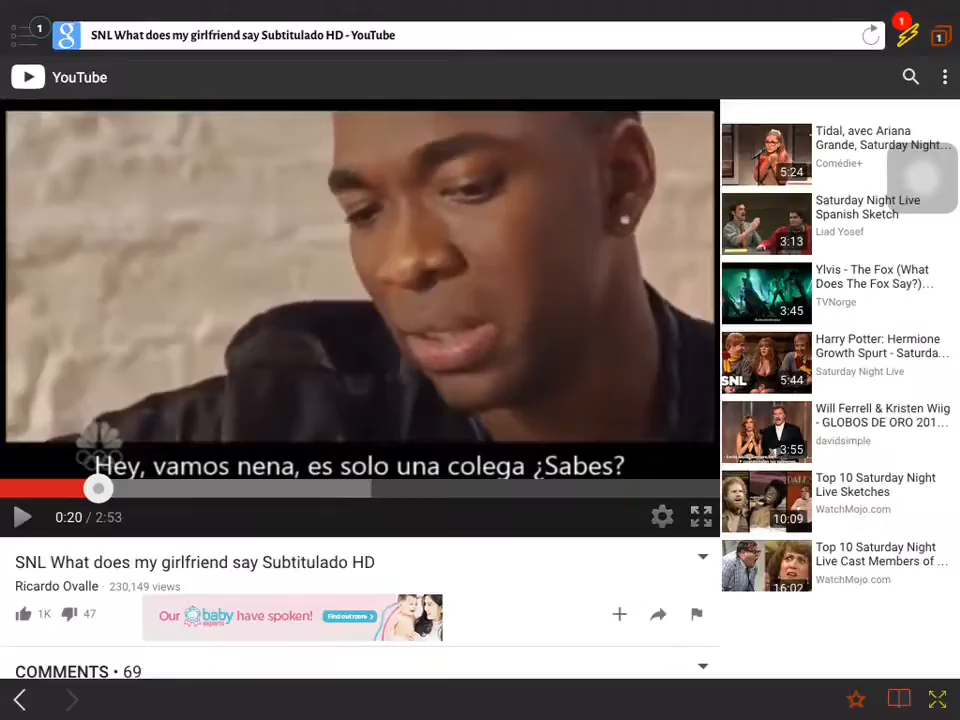 1
SNL What does my girlfriend say Subtitulado HD - YouTube
1
1
YouTube
Hey, vamos nena, es solo una colega ¿Sabes?
0:20 / 2:53
SNL What does my girlfriend say Subtitulado HD
Ricardo Ovalle · 230,149 views
1K
47
Our baby experts have spoken! Find out more
COMMENTS • 69
5:24
Tidal, avec Ariana
Grande, Saturday Night...
Comédie+
3:13
Saturday Night Live
Spanish Sketch
Liad Yosef
3:45
Ylvis - The Fox (What
Does The Fox Say?)...
TVNorge
SNL
5:44
Harry Potter: Hermione
Growth Spurt - Saturda...
Saturday Night Live
3:55
Will Ferrell & Kristen Wiig
- GLOBOS DE ORO 201...
davidsimple
10:09
Top 10 Saturday Night
Live Sketches
WatchMojo.com
16:02
Top 10 Saturday Night
Live Cast Members of ...
WatchMojo.com